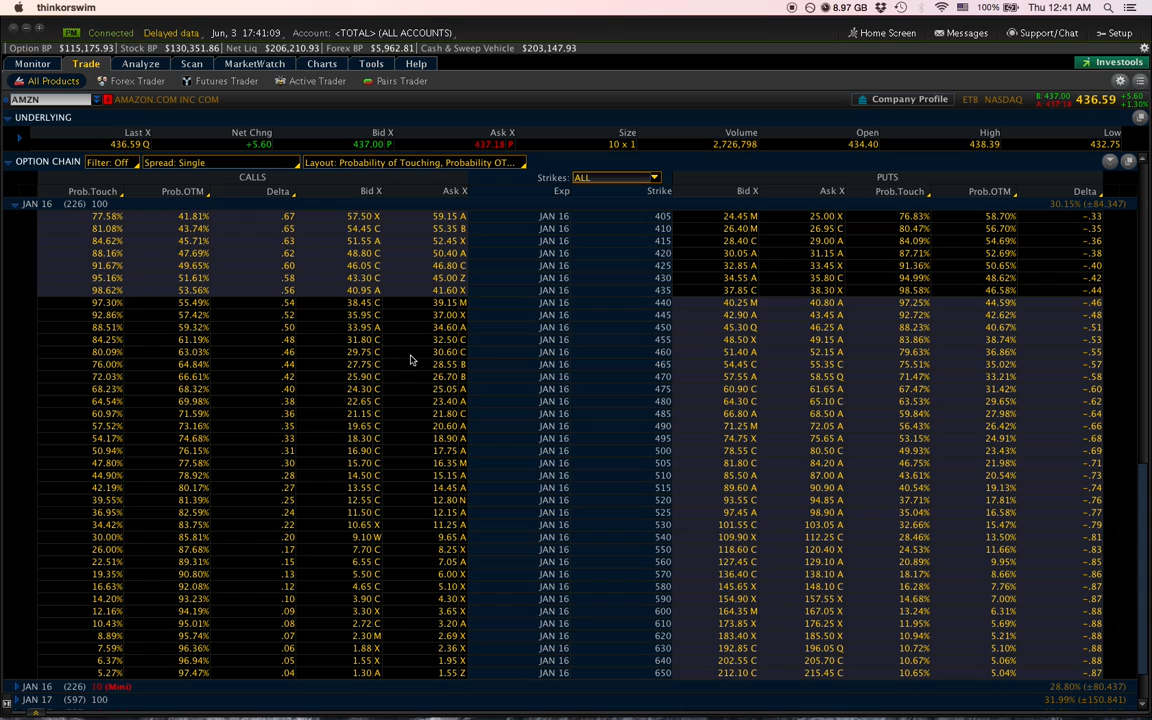 thinkorswim 8.97 GB 100% Thu 12:41 AM
PM Connected Delayed data Jun, 3 17:41:09 Account: <TOTAL> (ALL ACCOUNTS) Home Screen Messages Support/Chat Setup
Option BP $115,175.93 Stock BP $130,351.86 Net Liq $206,210.93 Forex BP $5,962.81 Cash & Sweep Vehicle $203,147.93
Monitor Trade Analyze Scan MarketWatch Charts Tools Help Investools
All Products Forex Trader Futures Trader Active Trader Pairs Trader
AMZN AMAZON.COM INC COM Company Profile ETB NASDAQ B: 437.00 A: 437.18 436.59 +5.60 +1.30%
UNDERLYING
Last X Net Chng Bid X Ask X Size Volume Open High Low
436.59 Q +5.60 437.00 P 437.18 P 10 x 1 2,726,798 434.40 438.39 432.75
OPTION CHAIN Filter: Off Spread: Single Layout: Probability of Touching, Probability OT...
CALLS Strikes: ALL PUTS
Prob.Touch Prob.OTM Delta Bid X Ask X Exp Strike Bid X Ask X Prob.Touch Prob.OTM Delta
JAN 16 (226) 100 30.15% (±84.347)
77.58% 41.81% .67 57.50 X 59.15 A JAN 16 405 24.45 M 25.00 X 76.83% 58.70% -.33
81.08% 43.74% .65 54.45 C 55.35 B JAN 16 410 26.40 M 26.95 C 80.47% 56.70% -.35
84.62% 45.71% .63 51.55 A 52.45 X JAN 16 415 28.40 C 29.00 A 84.09% 54.69% -.36
88.16% 47.69% .62 48.80 C 50.40 A JAN 16 420 30.05 A 31.15 A 87.71% 52.69% -.38
91.67% 49.65% .60 46.05 C 46.80 C JAN 16 425 32.85 A 33.45 X 91.36% 50.65% -.40
95.16% 51.61% .58 43.30 C 45.00 Z JAN 16 430 34.55 A 35.80 C 94.99% 48.62% -.42
98.62% 53.56% .56 40.95 A 41.60 X JAN 16 435 37.85 C 38.30 X 98.58% 46.58% -.44
97.30% 55.49% .54 38.45 C 39.15 M JAN 16 440 40.25 M 40.80 A 97.25% 44.59% -.46
92.86% 57.42% .52 35.95 C 37.00 X JAN 16 445 42.90 A 43.45 A 92.72% 42.62% -.48
88.51% 59.32% .50 33.95 A 34.60 A JAN 16 450 45.30 Q 46.25 A 88.23% 40.67% -.51
84.25% 61.19% .48 31.80 C 32.50 C JAN 16 455 48.50 X 49.15 A 83.86% 38.74% -.53
80.09% 63.03% .46 29.75 C 30.60 C JAN 16 460 51.40 A 52.15 A 79.63% 36.86% -.55
76.00% 64.84% .44 27.75 C 28.55 B JAN 16 465 54.45 C 55.35 C 75.51% 35.02% -.57
72.03% 66.61% .42 25.90 C 26.70 B JAN 16 470 57.55 A 58.55 Q 71.47% 33.21% -.58
68.23% 68.32% .40 24.30 C 25.05 A JAN 16 475 60.90 C 61.65 A 67.47% 31.42% -.60
64.54% 69.98% .38 22.65 C 23.40 A JAN 16 480 64.30 C 65.10 C 63.53% 29.65% -.62
60.97% 71.59% .36 21.15 C 21.80 C JAN 16 485 66.80 A 68.50 A 59.84% 27.98% -.64
57.52% 73.16% .35 19.65 C 20.60 A JAN 16 490 71.25 M 72.05 A 56.43% 26.42% -.66
54.17% 74.68% .33 18.30 C 18.90 A JAN 16 495 74.75 X 75.65 A 53.15% 24.91% -.68
50.94% 76.15% .31 16.90 C 17.75 A JAN 16 500 78.55 C 80.50 C 49.93% 23.43% -.69
47.80% 77.58% .30 15.70 C 16.35 M JAN 16 505 81.80 C 84.20 A 46.75% 21.98% -.71
44.90% 78.92% .28 14.50 C 15.15 A JAN 16 510 85.50 A 87.00 A 43.61% 20.54% -.73
42.19% 80.17% .27 13.55 C 14.45 A JAN 16 515 89.60 A 90.90 A 40.54% 19.13% -.74
39.55% 81.39% .25 12.55 C 12.80 N JAN 16 520 93.55 C 94.85 A 37.71% 17.81% -.76
36.95% 82.59% .24 11.50 C 12.15 A JAN 16 525 97.45 A 98.90 A 35.04% 16.58% -.77
34.42% 83.75% .22 10.65 X 11.25 A JAN 16 530 101.55 C 103.05 A 32.66% 15.47% -.79
30.00% 85.81% .20 9.10 W 9.65 A JAN 16 540 109.90 X 112.25 C 28.46% 13.50% -.81
26.00% 87.68% .17 7.70 C 8.25 X JAN 16 550 118.60 C 120.40 X 24.53% 11.66% -.83
22.51% 89.31% .15 6.55 C 7.05 A JAN 16 560 127.45 C 129.10 A 20.89% 9.95% -.85
19.35% 90.80% .13 5.50 C 6.00 X JAN 16 570 136.40 C 138.10 A 18.17% 8.66% -.86
16.63% 92.08% .12 4.65 C 5.10 X JAN 16 580 145.65 X 148.10 C 16.28% 7.76% -.87
14.20% 93.23% .10 3.90 C 4.30 X JAN 16 590 154.90 X 157.55 X 14.68% 7.00% -.87
12.16% 94.19% .09 3.30 X 3.65 X JAN 16 600 164.35 M 167.05 X 13.24% 6.31% -.88
10.43% 95.01% .08 2.72 C 3.20 A JAN 16 610 173.85 X 176.25 X 11.95% 5.69% -.88
8.89% 95.74% .07 2.30 M 2.69 X JAN 16 620 183.40 X 185.50 X 10.94% 5.21% -.88
7.59% 96.36% .06 1.88 X 2.36 X JAN 16 630 192.85 C 196.05 Q 10.72% 5.10% -.88
6.37% 96.94% .05 1.55 X 1.95 X JAN 16 640 202.55 C 205.70 C 10.67% 5.06% -.88
5.27% 97.47% .04 1.30 A 1.55 Z JAN 16 650 212.10 C 215.45 C 10.65% 5.04% -.87
JAN 16 (226) 10 (Mini) 28.80% (±80.437)
JAN 17 (597) 100 31.99% (±150.841)